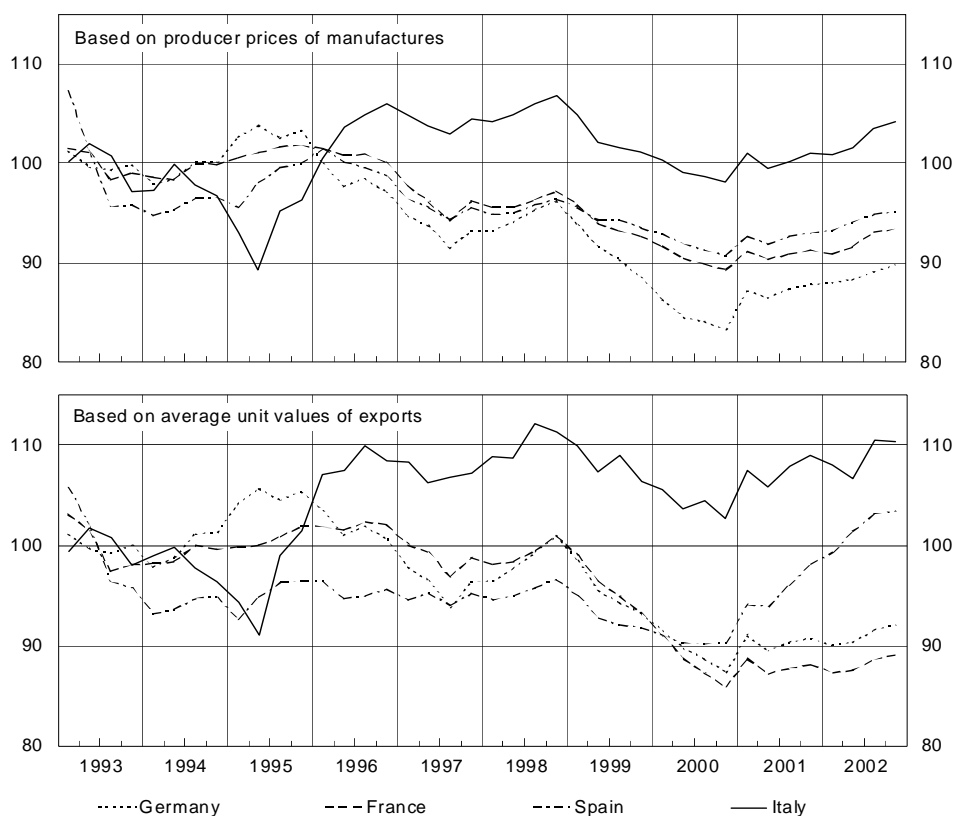 Based on producer prices of manufactures
110 110
100 100
90 90
80 80
Based on average unit values of exports
110 110
100 100
90 90
80 80
1993 1994 1995 1996 1997 1998 1999 2000 2001 2002
Germany France Spain Italy